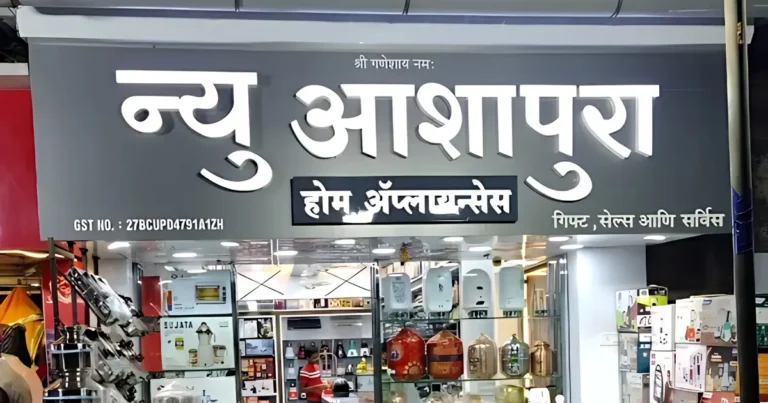 श्री गणेशाय नमः
न्यु आशापुरा
होम ॲप्लायन्सेस
GST NO. : 27BCUPD4791A1ZH
गिफ्ट , सेल्स आणि सर्विस
SUJATA